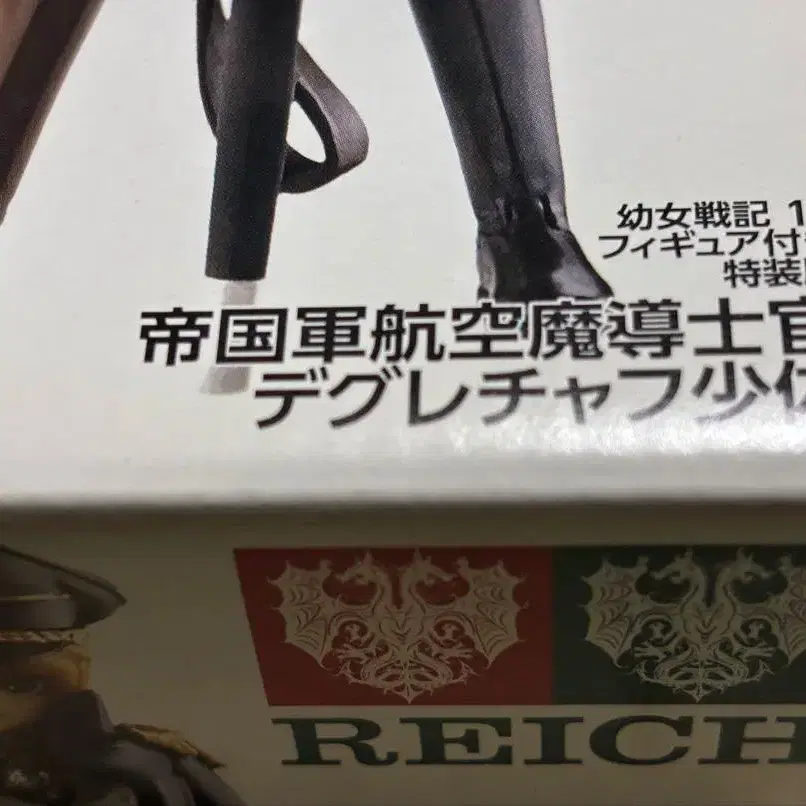 幼女戦記 1
フィギュア付
特装
帝国軍航空魔導士官
デグレチャフ少
REICH